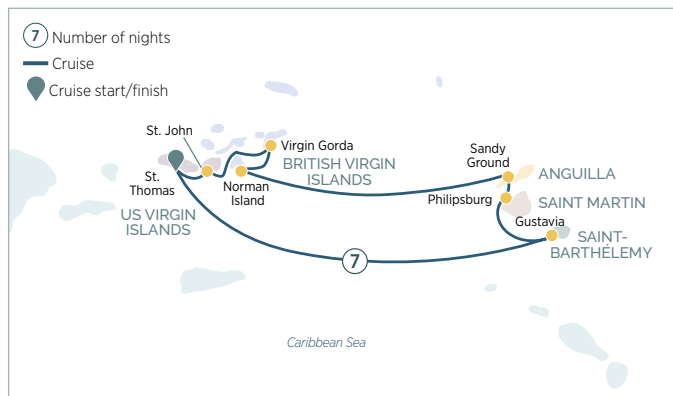 7 Number of nights
Cruise
Cruise start/finish
St. John
Virgin Gorda
BRITISH VIRGIN
ISLANDS
St.
Thomas
Norman
Island
US VIRGIN
ISLANDS
Sandy
Ground
ANGUILLA
Philipsburg
SAINT MARTIN
Gustavia
SAINT-
BARTHÉLEMY
7
Caribbean Sea